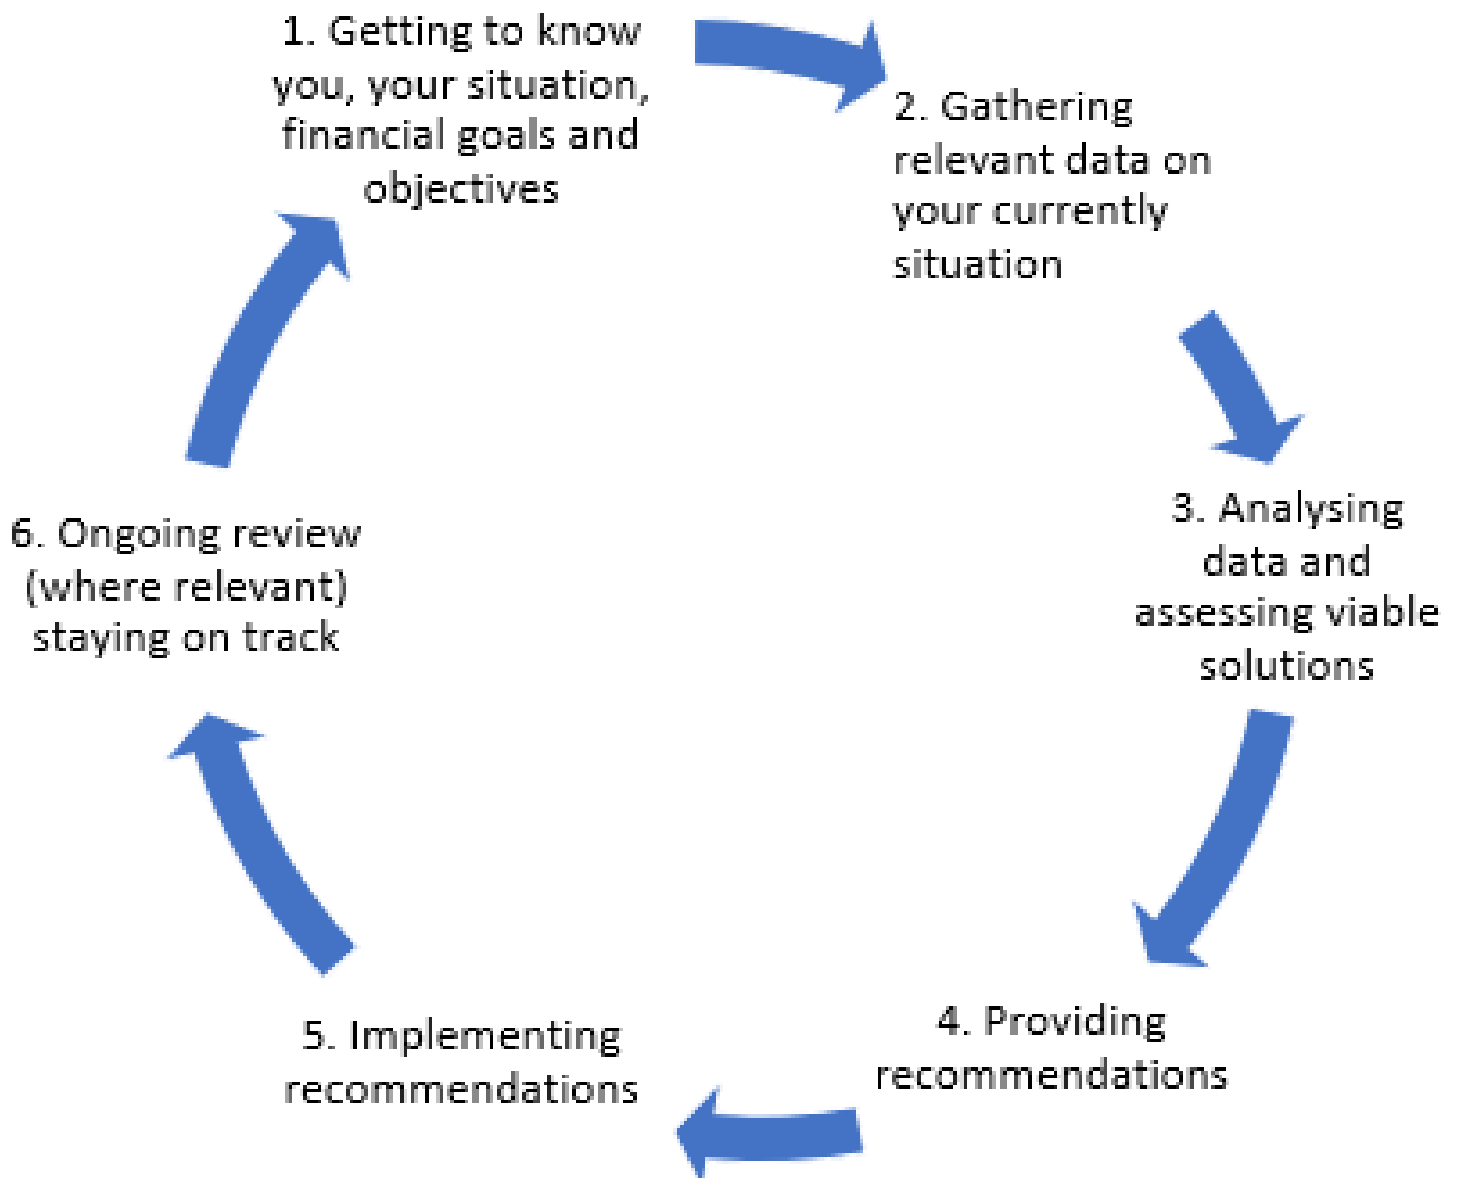 1. Getting to know
you, your situation,
financial goals and
objectives
2. Gathering
relevant data on
your currently
situation
3. Analysing
data and
assessing viable
solutions
4. Providing
recommendations
5. Implementing
recommendations
6. Ongoing review
(where relevant)
staying on track